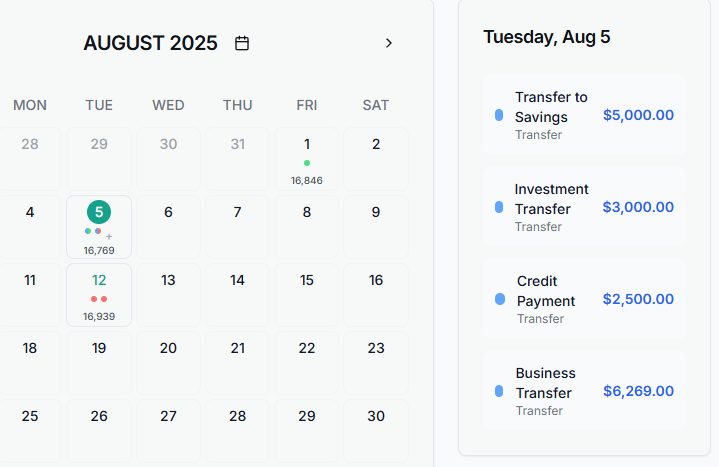 AUGUST 2025
MON TUE WED THU FRI SAT
28 29 30 31 1 2
16,846
4 5 6 7 8 9
+
16,769
11 12 13 14 15 16
16,939
18 19 20 21 22 23
25 26 27 28 29 30
Tuesday, Aug 5
Transfer to
Savings
Transfer
$5,000.00
Investment
Transfer
Transfer
$3,000.00
Credit
Payment
Transfer
$2,500.00
Business
Transfer
Transfer
$6,269.00